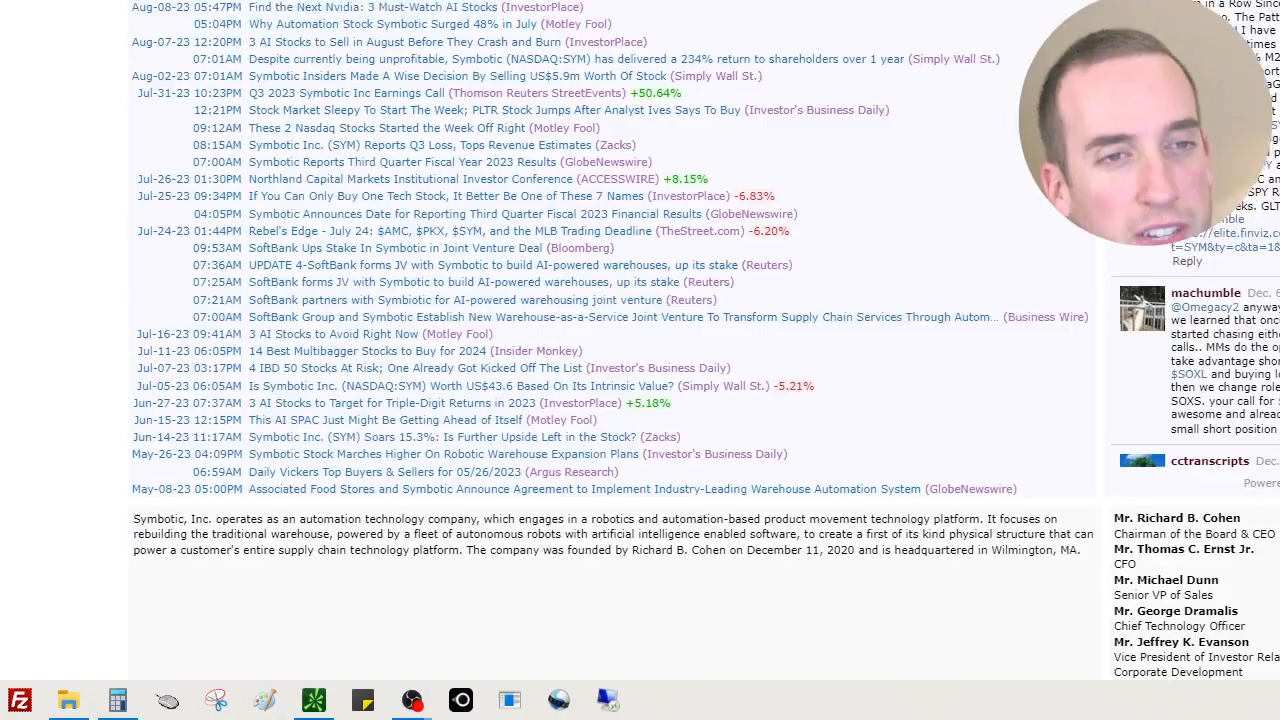 Aug-08-23 05:47PM Find the Next Nvidia: 3 Must-Watch AI Stocks (InvestorPlace)
05:04PM Why Automation Stock Symbotic Surged 48% in July (Motley Fool)
Aug-07-23 12:20PM 3 AI Stocks to Sell in August Before They Crash and Burn (InvestorPlace)
07:01AM Despite currently being unprofitable, Symbotic (NASDAQ:SYM) has delivered a 234% return to shareholders over 1 year (Simply Wall St.)
Aug-02-23 07:01AM Symbotic Insiders Made A Wise Decision By Selling US$5.9m Worth Of Stock (Simply Wall St.)
Jul-31-23 10:23PM Q3 2023 Symbotic Inc Earnings Call (Thomson Reuters StreetEvents) +50.64%
12:21PM Stock Market Sleepy To Start The Week; PLTR Stock Jumps After Analyst Ives Says To Buy (Investor's Business Daily)
09:12AM These 2 Nasdaq Stocks Started the Week Off Right (Motley Fool)
08:15AM Symbotic Inc. (SYM) Reports Q3 Loss, Tops Revenue Estimates (Zacks)
07:00AM Symbotic Reports Third Quarter Fiscal Year 2023 Results (GlobeNewswire)
Jul-26-23 01:30PM Northland Capital Markets Institutional Investor Conference (ACCESSWIRE) +8.15%
Jul-25-23 09:34PM If You Can Only Buy One Tech Stock, It Better Be One of These 7 Names (InvestorPlace) -6.83%
04:05PM Symbotic Announces Date for Reporting Third Quarter Fiscal 2023 Financial Results (GlobeNewswire)
Jul-24-23 01:44PM Rebel's Edge - July 24: $AMC, $PKX, $SYM, and the MLB Trading Deadline (TheStreet.com) -6.20%
09:53AM SoftBank Ups Stake In Symbotic in Joint Venture Deal (Bloomberg)
07:36AM UPDATE 4-SoftBank forms JV with Symbotic to build AI-powered warehouses, up its stake (Reuters)
07:25AM SoftBank forms JV with Symbotic to build AI-powered warehouses, up its stake (Reuters)
07:21AM SoftBank partners with Symbiotic for AI-powered warehousing joint venture (Reuters)
07:00AM SoftBank Group and Symbotic Establish New Warehouse-as-a-Service Joint Venture To Transform Supply Chain Services Through Autom... (Business Wire)
Jul-16-23 09:41AM 3 AI Stocks to Avoid Right Now (Motley Fool)
Jul-11-23 06:05PM 14 Best Multibagger Stocks to Buy for 2024 (Insider Monkey)
Jul-07-23 03:17PM 4 IBD 50 Stocks At Risk; One Already Got Kicked Off The List (Investor's Business Daily)
Jul-05-23 06:05AM Is Symbotic Inc. (NASDAQ:SYM) Worth US$43.6 Based On Its Intrinsic Value? (Simply Wall St.) -5.21%
Jun-27-23 07:37AM 3 AI Stocks to Target for Triple-Digit Returns in 2023 (InvestorPlace) +5.18%
Jun-15-23 12:15PM This AI SPAC Just Might Be Getting Ahead of Itself (Motley Fool)
Jun-14-23 11:17AM Symbotic Inc. (SYM) Soars 15.3%: Is Further Upside Left in the Stock? (Zacks)
May-26-23 04:09PM Symbotic Stock Marches Higher On Robotic Warehouse Expansion Plans (Investor's Business Daily)
06:59AM Daily Vickers Top Buyers & Sellers for 05/26/2023 (Argus Research)
May-08-23 05:00PM Associated Food Stores and Symbotic Announce Agreement to Implement Industry-Leading Warehouse Automation System (GlobeNewswire)
Symbotic, Inc. operates as an automation technology company, which engages in a robotics and automation-based product movement technology platform. It focuses on
rebuilding the traditional warehouse, powered by a fleet of autonomous robots with artificial intelligence enabled software, to create a first of its kind physical structure that can
power a customer's entire supply chain technology platform. The company was founded by Richard B. Cohen on December 11, 2020 and is headquartered in Wilmington, MA.
in a Row Sinc
o. The Patt
I have
times
t=SYM&ty=c&ta=1&
Reply
machumble Dec. 6
@Omegacy2 anyway
we learned that onc
started chasing eith
calls.. MMs do the op
take advantage shor
$SOXL and buying l
then we change role
SOXS. your call for
awesome and alread
small short position
cctranscripts Dec.
Powere
Mr. Richard B. Cohen
Chairman of the Board & CEO
Mr. Thomas C. Ernst Jr.
CFO
Mr. Michael Dunn
Senior VP of Sales
Mr. George Dramalis
Chief Technology Officer
Mr. Jeffrey K. Evanson
Vice President of Investor Rela
Corporate Development
Fz